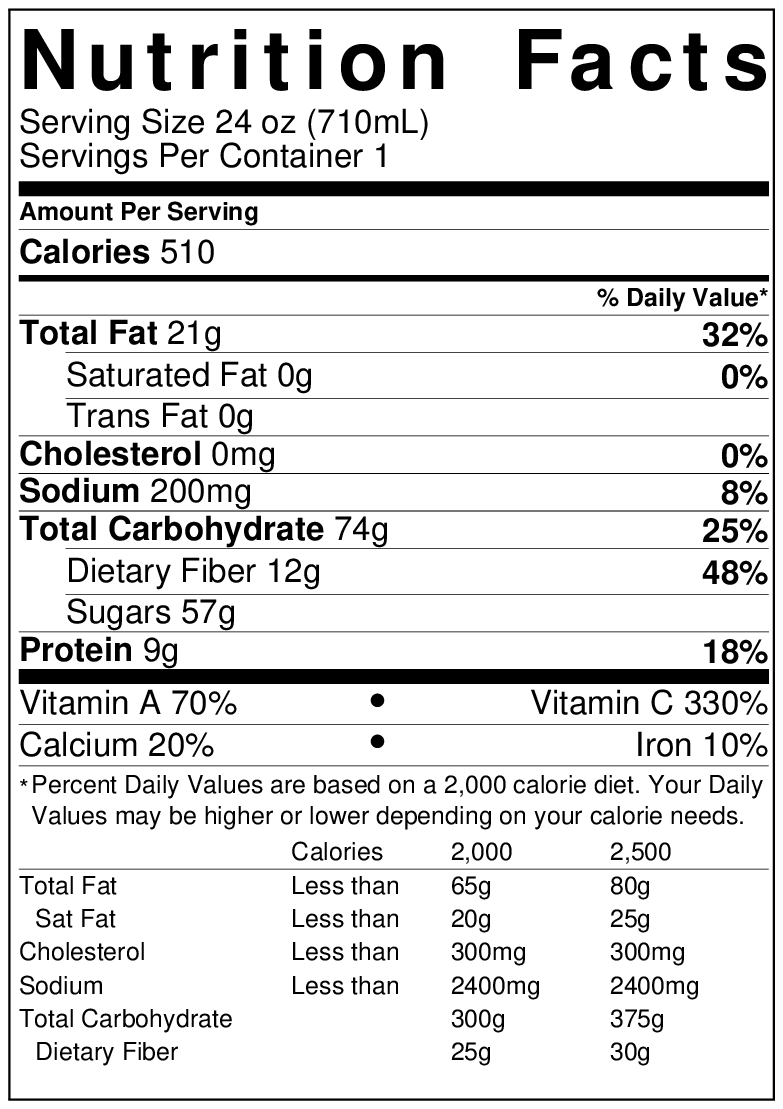 Nutrition Facts
Serving Size 24 oz (710mL)
Servings Per Container 1
Amount Per Serving
Calories 510
% Daily Value*
Total Fat 21g 32%
Saturated Fat 0g 0%
Trans Fat 0g
Cholesterol 0mg 0%
Sodium 200mg 8%
Total Carbohydrate 74g 25%
Dietary Fiber 12g 48%
Sugars 57g
Protein 9g 18%
Vitamin A 70% • Vitamin C 330%
Calcium 20% • Iron 10%
*Percent Daily Values are based on a 2,000 calorie diet. Your Daily
Values may be higher or lower depending on your calorie needs.
Calories 2,000 2,500
Total Fat Less than 65g 80g
Sat Fat Less than 20g 25g
Cholesterol Less than 300mg 300mg
Sodium Less than 2400mg 2400mg
Total Carbohydrate 300g 375g
Dietary Fiber 25g 30g